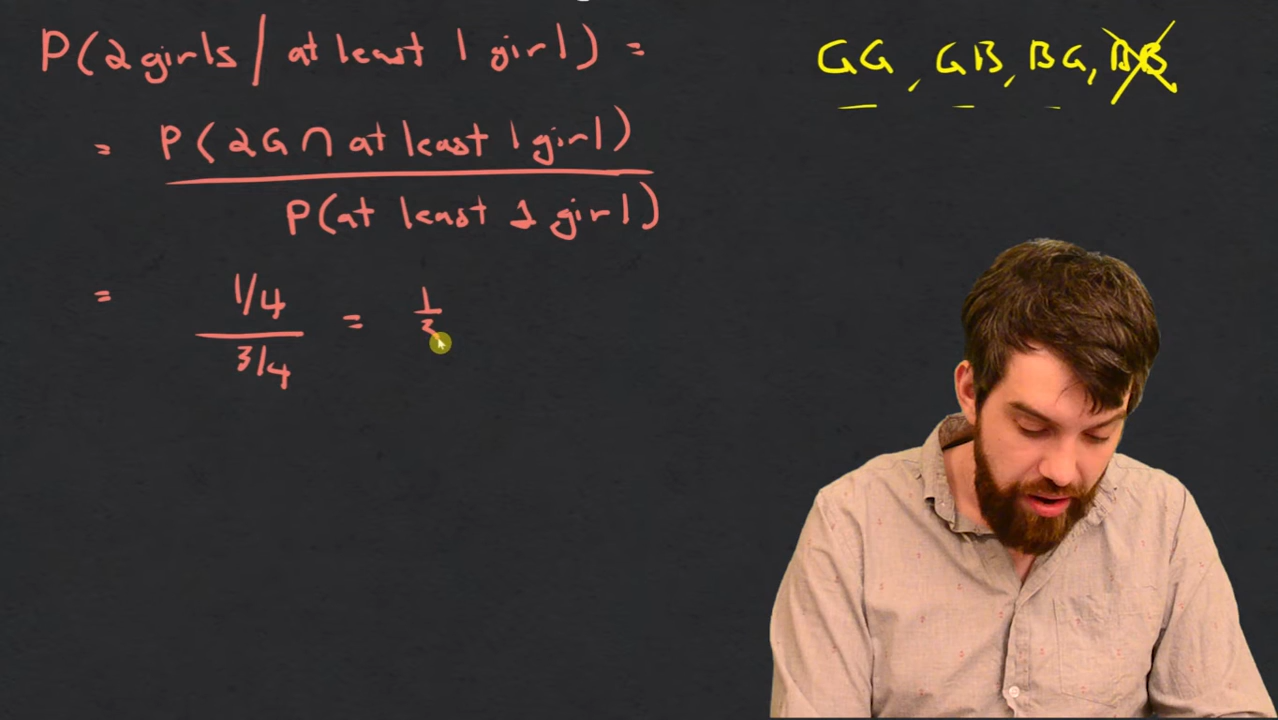 P(2 girls / at least 1 girl) =
GG, GB, BG, BB
= P(2G ∩ at least 1 girl)
P(at least 1 girl)
= 1/4
3/4
= 1
3